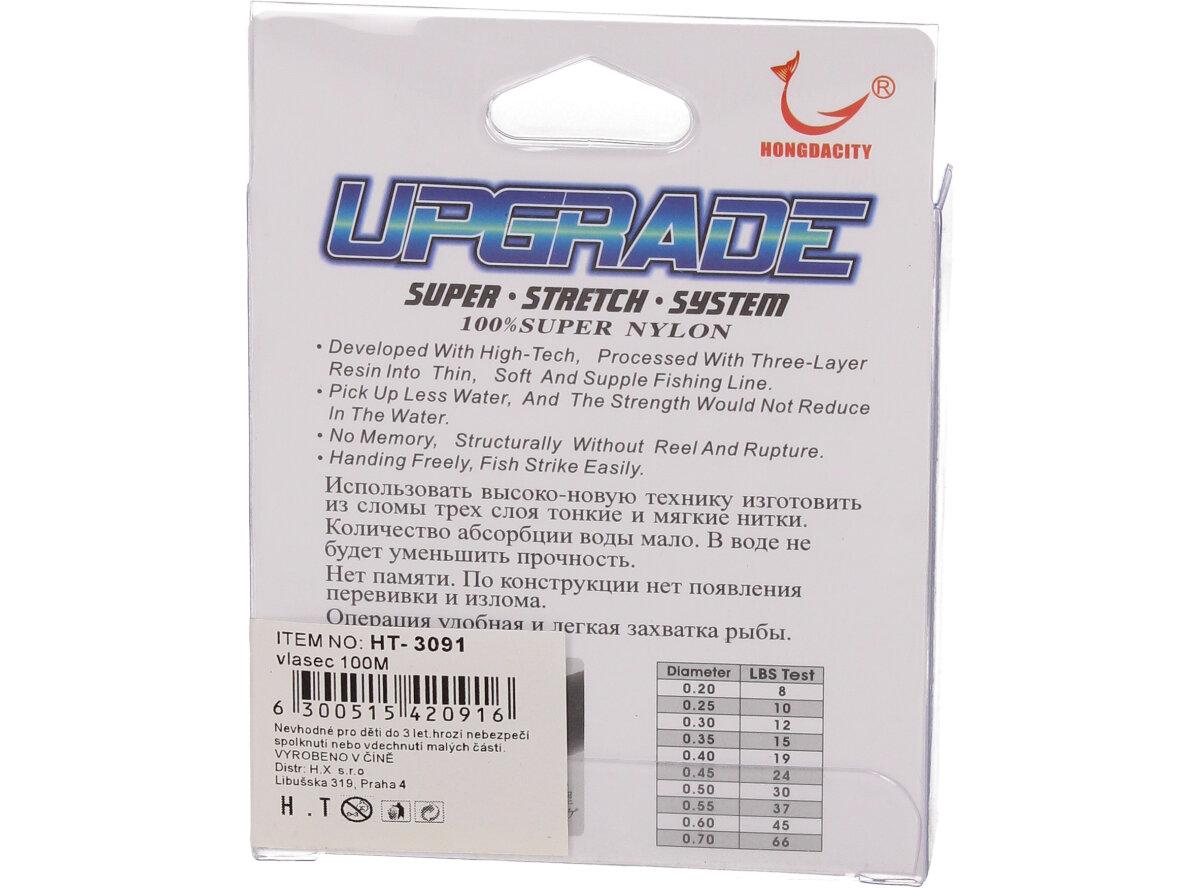 ®
HONGDACITY
UPGRADE
SUPER · STRETCH · SYSTEM
100%SUPER NYLON
• Developed With High-Tech, Processed With Three-Layer
Resin Into Thin, Soft And Supple Fishing Line.
• Pick Up Less Water, And The Strength Would Not Reduce
In The Water.
• No Memory, Structurally Without Reel And Rupture.
• Handing Freely, Fish Strike Easily.
Использовать высоко-новую технику изготовить
из сломы трех слоя тонкие и мягкие нитки.
Количество абсорбции воды мало. В воде не
будет уменьшить прочность.
Нет памяти. По конструкции нет появления
перевивки и излома.
Операция удобная и легкая захватка рыбы.
ITEM NO: HT- 3091
vlasec 100M
6 300515 420916
Nevhodné pro děti do 3 let.hrozí nebezpečí
spolknutí nebo vdechnutí malých částí.
VYROBENO V ČÍNĚ
Distr: H.X s.r.o
Libušska 319, Praha 4
H . T
Diameter LBS Test
0.20 8
0.25 10
0.30 12
0.35 15
0.40 19
0.45 24
0.50 30
0.55 37
0.60 45
0.70 66